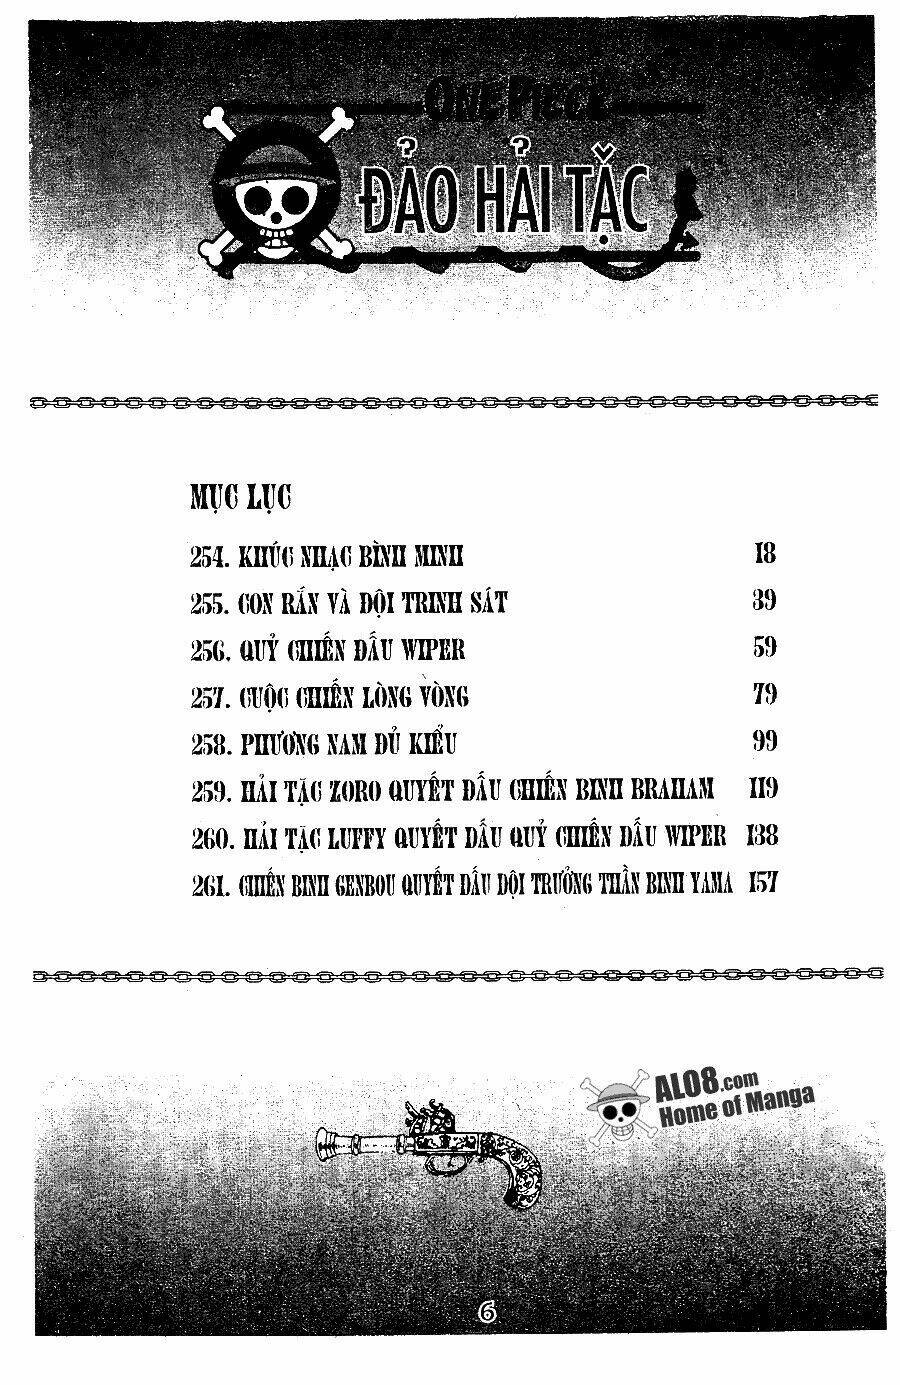 ONE PIECE
ĐẢO HẢI TẶC
MỤC LỤC
254. KHÚC NHẠC BÌNH MINH 18
255. CON RẮN VÀ ĐỘI TRINH SÁT 39
256. QUỶ CHIẾN ĐẤU WIPER 59
257. CUỘC CHIẾN LÒNG VÒNG 79
258. PHƯƠNG NAM ĐỦ KIỂU 99
259. HẢI TẶC ZORO QUYẾT ĐẤU CHIẾN BINH BRAHAM 119
260. HẢI TẶC LUFFY QUYẾT ĐẤU QUỶ CHIẾN ĐẤU WIPER 138
261. CHIẾN BINH GENBOU QUYẾT ĐẤU ĐỘI TRƯỞNG THẦN BINH YAMA 157
ALO8.com
Home of Manga
6